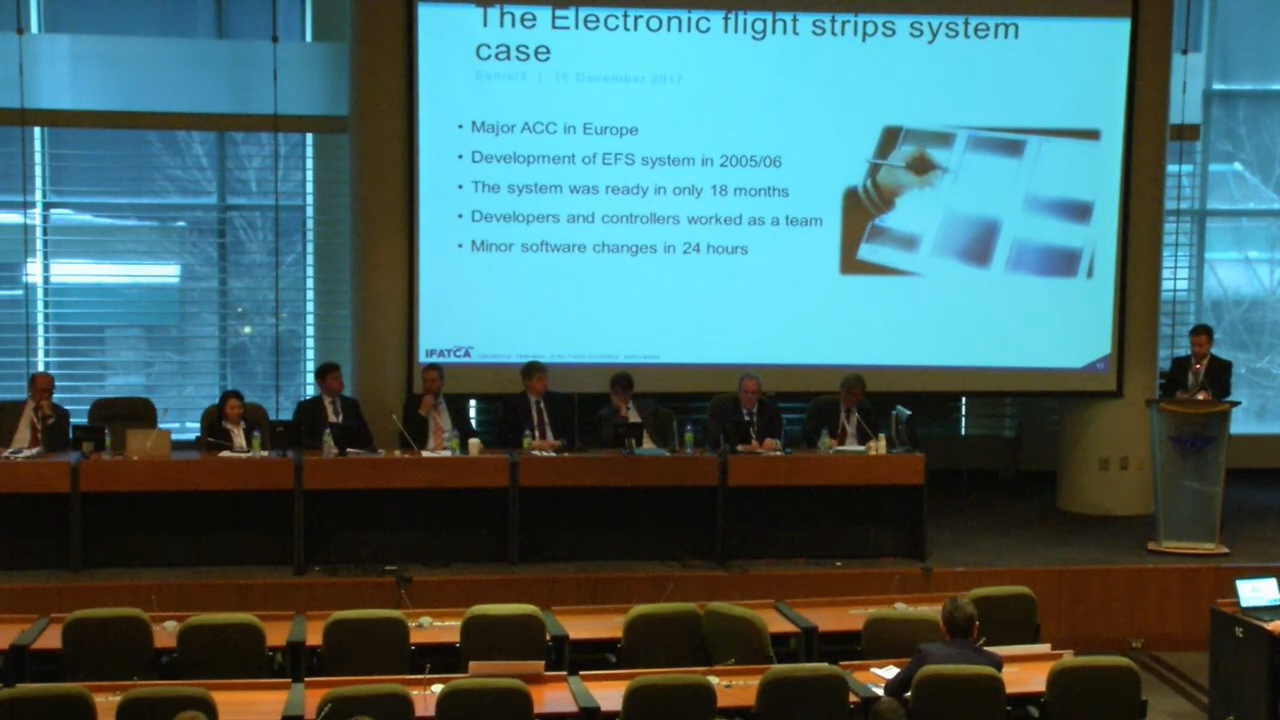 The Electronic flight strips system
case
15 December 2017
• Major ACC in Europe
• Development of EFS system in 2005/06
• The system was ready in only 18 months
• Developers and controllers worked as a team
• Minor software changes in 24 hours
IFATCA